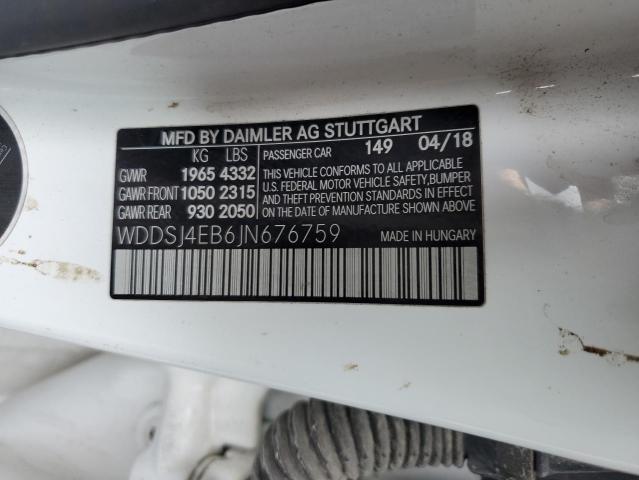 MFD BY DAIMLER AG STUTTGART
KG LBS
PASSENGER CAR 149 04/18
GVWR 1965 4332
GAWR FRONT 1050 2315
GAWR REAR 930 2050
THIS VEHICLE CONFORMS TO ALL APPLICABLE
U.S. FEDERAL MOTOR VEHICLE SAFETY, BUMPER
AND THEFT PREVENTION STANDARDS IN EFFECT
ON THE DATE OF MANUFACTURE SHOWN ABOVE.
WDDSJ4EB6JN676759
MADE IN HUNGARY